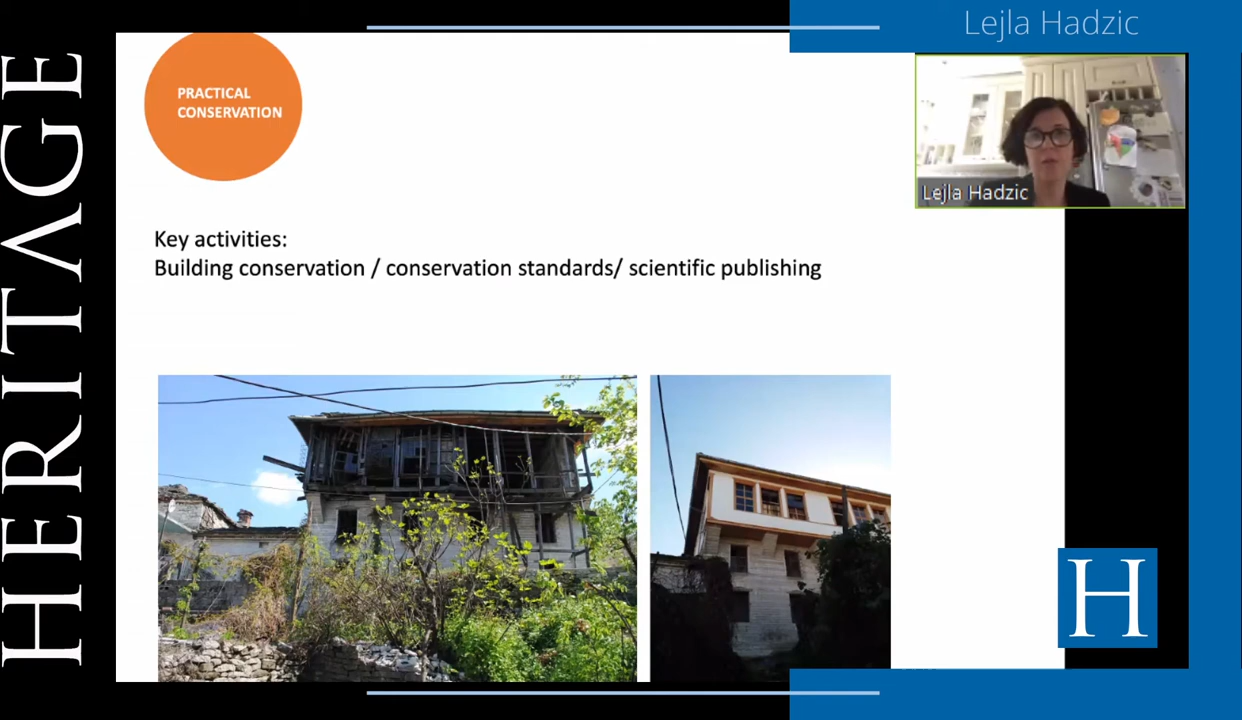 HERITAGE
Lejla Hadzic
PRACTICAL
CONSERVATION
Lejla Hadzic
Key activities:
Building conservation / conservation standards/ scientific publishing
H